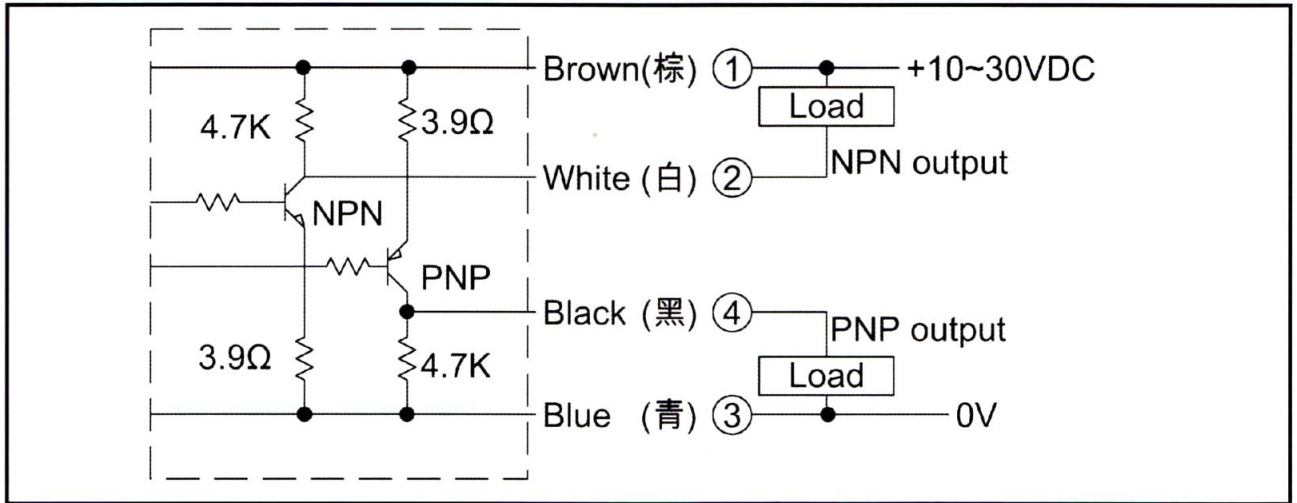 Brown(棕) ① +10~30VDC
Load
4.7K 3.9Ω
NPN output
White (白) ②
NPN
PNP
Black (黑) ④
PNP output
3.9Ω 4.7K
Load
Blue (青) ③ 0V